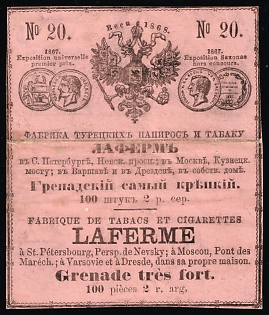 Весн 1868.
№ 20. № 20.
1867. 1867.
Exposition universelle Exposition Saxonne
premier prix. hors concours.
ФАБРИКА ТУРЕЦКИХЪ ПАПИРОСЪ И ТАБАКУ
ЛАФЕРМЪ
въ С. Петербургѣ, Невск. просп.; въ Москвѣ, Кузнецк.
мосту; въ Варшавѣ и въ Дрезденѣ, въ собств. домѣ.
Гренадскій самый крѣпкій.
100 штукъ 2 р. сер.
FABRIQUE DE TABACS ET CIGARETTES
LAFERME
à St. Pétersbourg, Persp. de Nevsky; à Moscou, Pont des
Maréch.; à Varsovie et à Dresde, dans sa propre maison.
Grenade très fort.
100 pièces 2 r. arg.